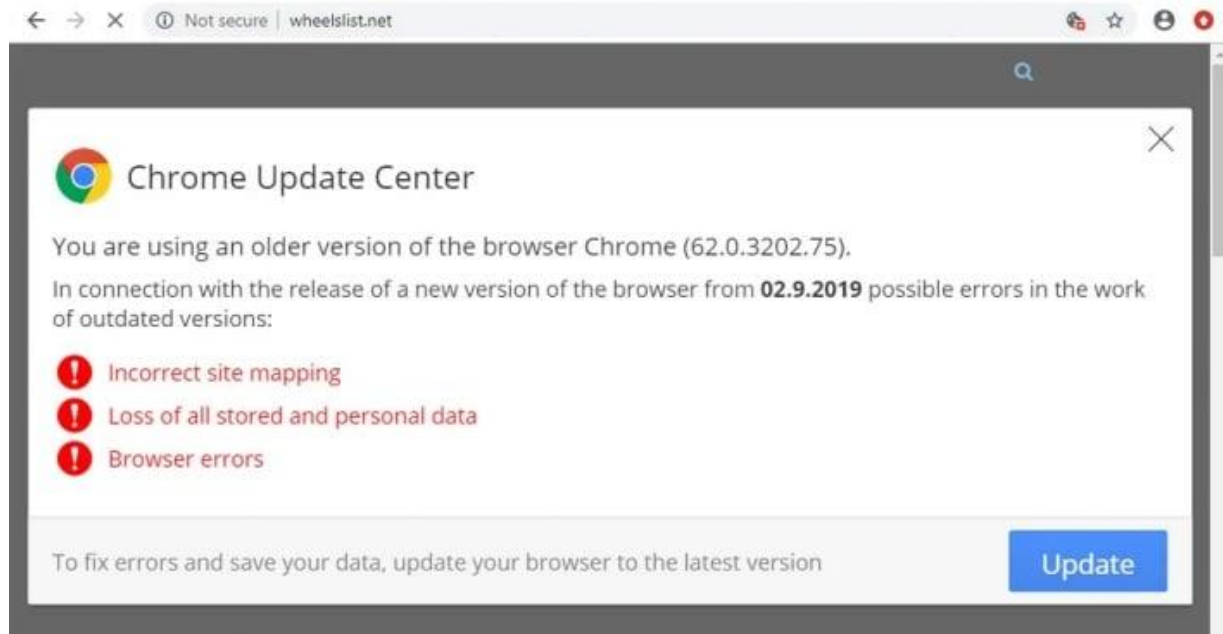 Not secure | wheelslist.net
Chrome Update Center
You are using an older version of the browser Chrome (62.0.3202.75).
In connection with the release of a new version of the browser from 02.9.2019 possible errors in the work
of outdated versions:
Incorrect site mapping
Loss of all stored and personal data
Browser errors
To fix errors and save your data, update your browser to the latest version
Update